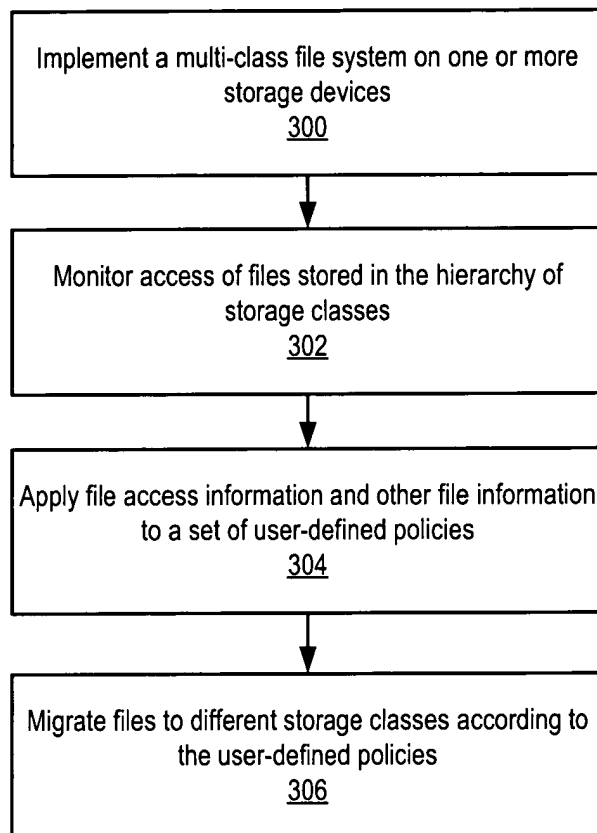 Implement a multi-class file system on one or more
storage devices
300
Monitor access of files stored in the hierarchy of
storage classes
302
Apply file access information and other file information
to a set of user-defined policies
304
Migrate files to different storage classes according to
the user-defined policies
306